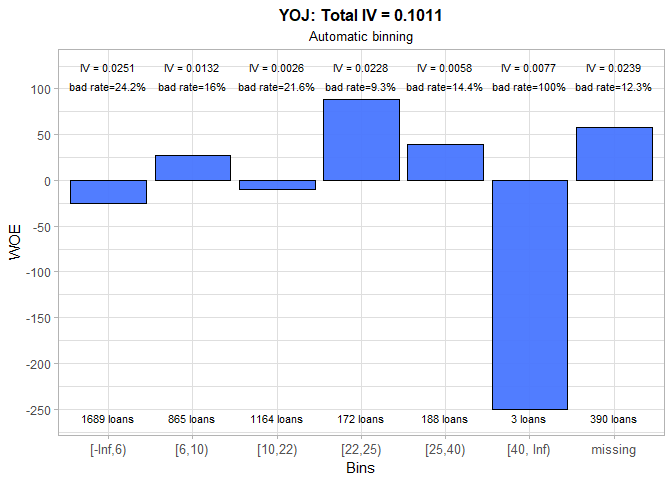 YOJ: Total IV = 0.1011
Automatic binning
IV = 0.0251 IV = 0.0132 IV = 0.0026 IV = 0.0228 IV = 0.0058 IV = 0.0077 IV = 0.0239
bad rate=24.2% bad rate=16% bad rate=21.6% bad rate=9.3% bad rate=14.4% bad rate=100% bad rate=12.3%
100
50
0
-50
-100
-150
-200
-250
WOE
1689 loans 865 loans 1164 loans 172 loans 188 loans 3 loans 390 loans
[-Inf,6) [6,10) [10,22) [22,25) [25,40) [40, Inf) missing
Bins